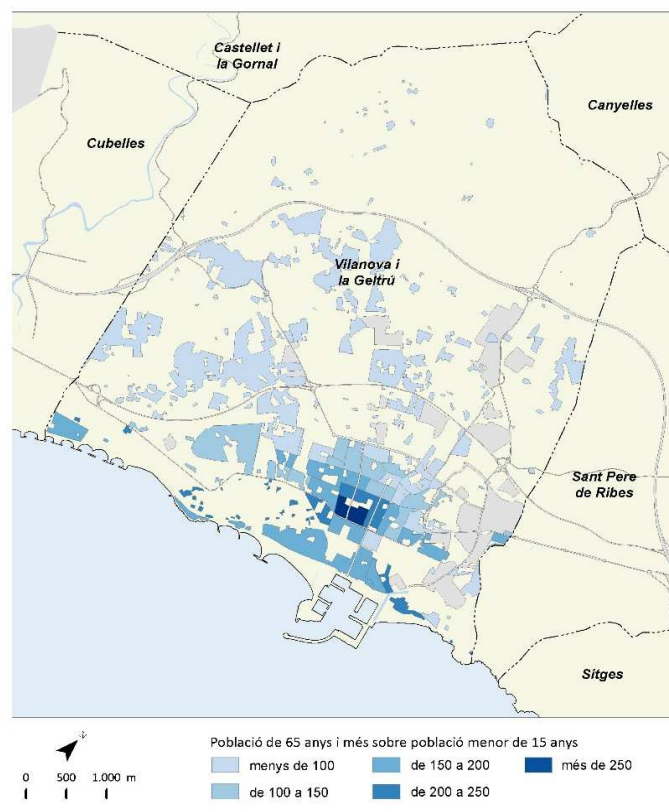 Castellet i
la Gornal
Canyelles
Cubelles
Vilanova i
la Geltrú
Sant Pere
de Ribes
Sitges
Població de 65 anys i més sobre població menor de 15 anys
menys de 100
de 150 a 200
més de 250
0 500 1.000 m
de 100 a 150
de 200 a 250